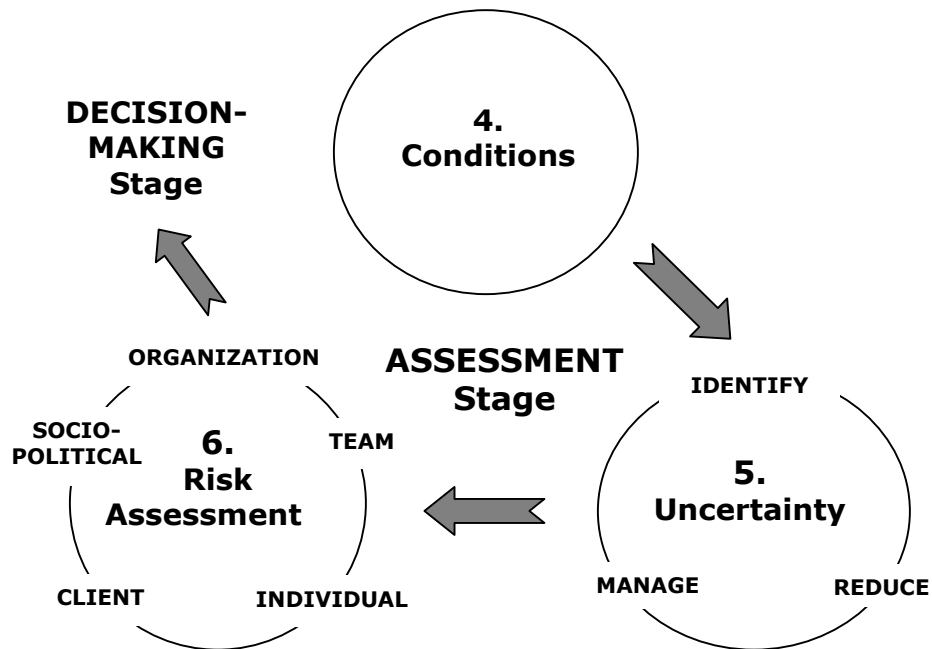 DECISION-
MAKING
Stage
4.
Conditions
ASSESSMENT
Stage
IDENTIFY
5.
Uncertainty
REDUCE
MANAGE
ORGANIZATION
TEAM
SOCIO-
POLITICAL
6.
Risk
Assessment
CLIENT
INDIVIDUAL